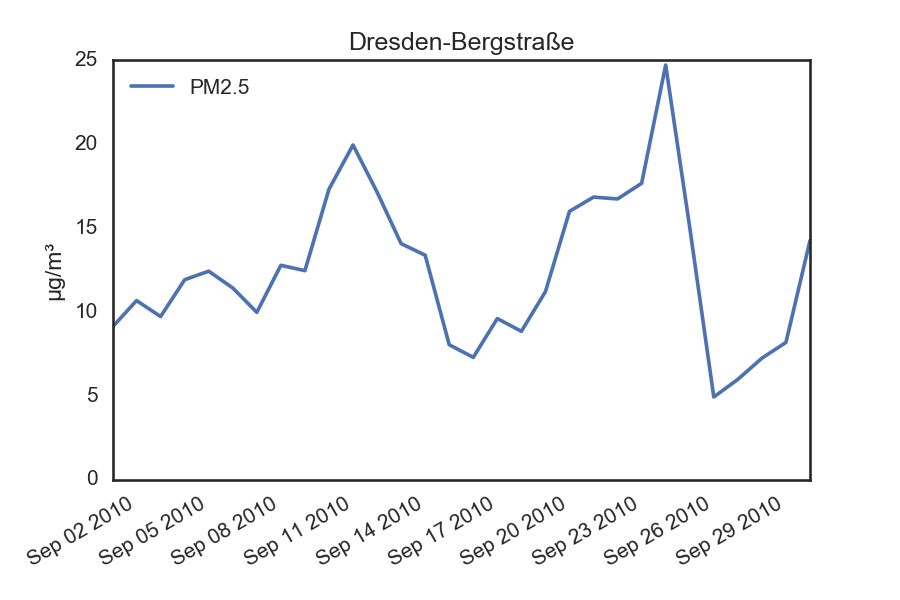 Dresden-Bergstraße
25
PM2.5
20
15
µg/m³
10
5
0
Sep 02 2010
Sep 05 2010
Sep 08 2010
Sep 11 2010
Sep 14 2010
Sep 17 2010
Sep 20 2010
Sep 23 2010
Sep 26 2010
Sep 29 2010